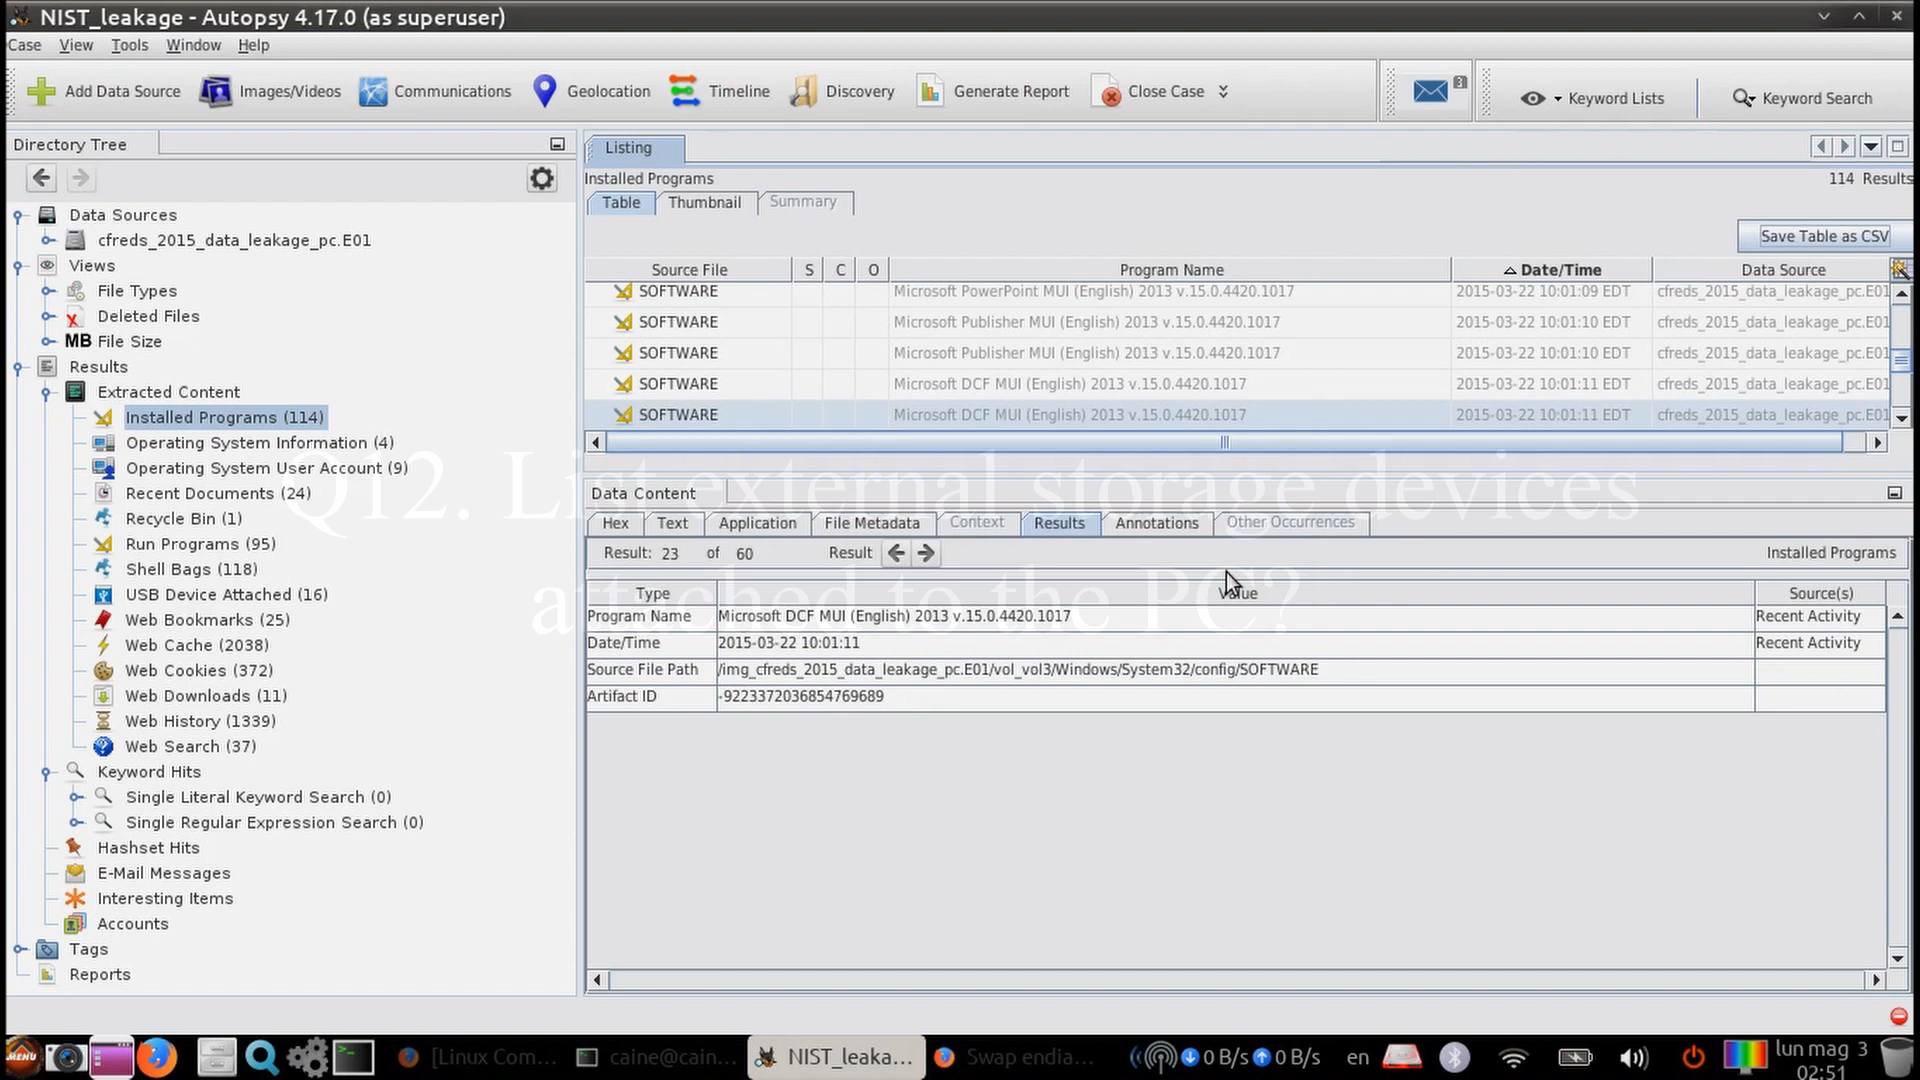 NIST_leakage - Autopsy 4.17.0 (as superuser)
Case View Tools Window Help
Add Data Source Images/Videos Communications Geolocation Timeline Discovery Generate Report Close Case 3 Keyword Lists Keyword Search
Directory Tree
Data Sources
cfreds_2015_data_leakage_pc.E01
Views
File Types
Deleted Files
MB File Size
Results
Extracted Content
Installed Programs (114)
Operating System Information (4)
Operating System User Account (9)
Recent Documents (24)
Recycle Bin (1)
Run Programs (95)
Shell Bags (118)
USB Device Attached (16)
Web Bookmarks (25)
Web Cache (2038)
Web Cookies (372)
Web Downloads (11)
Web History (1339)
Web Search (37)
Keyword Hits
Single Literal Keyword Search (0)
Single Regular Expression Search (0)
Hashset Hits
E-Mail Messages
Interesting Items
Accounts
Tags
Reports
Listing
Installed Programs 114 Results
Table Thumbnail Summary
Save Table as CSV
Source File S C O Program Name Date/Time Data Source
SOFTWARE Microsoft PowerPoint MUI (English) 2013 v.15.0.4420.1017 2015-03-22 10:01:09 EDT cfreds_2015_data_leakage_pc.E01
SOFTWARE Microsoft Publisher MUI (English) 2013 v.15.0.4420.1017 2015-03-22 10:01:10 EDT cfreds_2015_data_leakage_pc.E01
SOFTWARE Microsoft Publisher MUI (English) 2013 v.15.0.4420.1017 2015-03-22 10:01:10 EDT cfreds_2015_data_leakage_pc.E01
SOFTWARE Microsoft DCF MUI (English) 2013 v.15.0.4420.1017 2015-03-22 10:01:11 EDT cfreds_2015_data_leakage_pc.E01
SOFTWARE Microsoft DCF MUI (English) 2013 v.15.0.4420.1017 2015-03-22 10:01:11 EDT cfreds_2015_data_leakage_pc.E01
Q12. List external storage devices
attached to the PC?
Data Content
Hex Text Application File Metadata Context Results Annotations Other Occurrences
Result: 23 of 60 Result Installed Programs
Type Value Source(s)
Program Name Microsoft DCF MUI (English) 2013 v.15.0.4420.1017 Recent Activity
Date/Time 2015-03-22 10:01:11 Recent Activity
Source File Path /img_cfreds_2015_data_leakage_pc.E01/vol_vol3/Windows/System32/config/SOFTWARE
Artifact ID -9223372036854769689
MENU [Linux Com... caine@cain... NIST_leaka... Swap endia... 0 B/s 0 B/s en lun mag 3
02:51